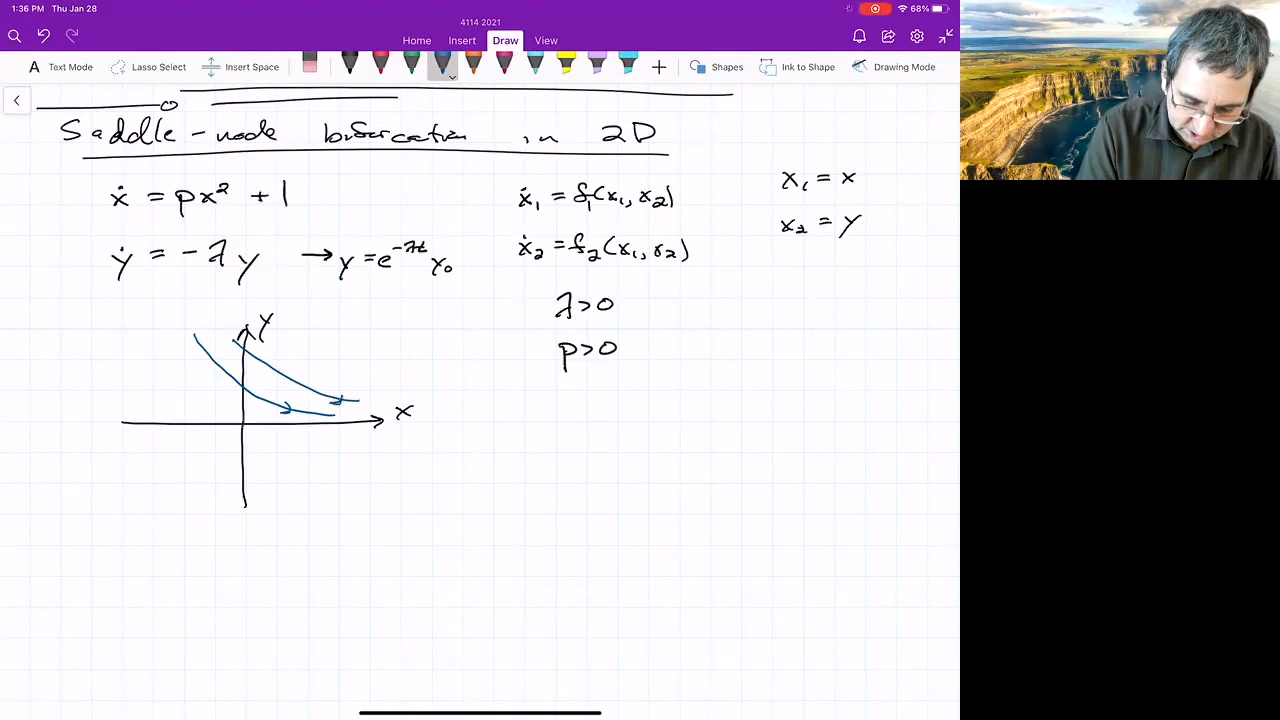 1:36 PM Thu Jan 28
68%
4114 2021
Home Insert Draw View
Text Mode Lasso Select Insert Space Shapes Ink to Shape Drawing Mode
Saddle-node bifurcation in 2D
ẋ = px² + 1
ẋ₁ = f₁(x₁, x₂)
x₁ = x
ẏ = -λy → y = e^{-λt} y₀
ẋ₂ = f₂(x₁, x₂)
x₂ = y
λ > 0
p > 0
y
x